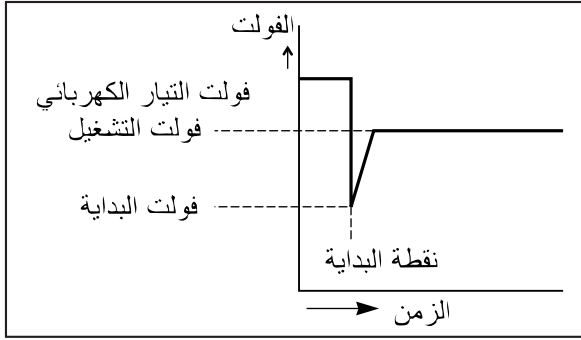 الفولت
فولت التيار الكهربائي
فولت التشغيل
فولت البداية
نقطة البداية
الزمن